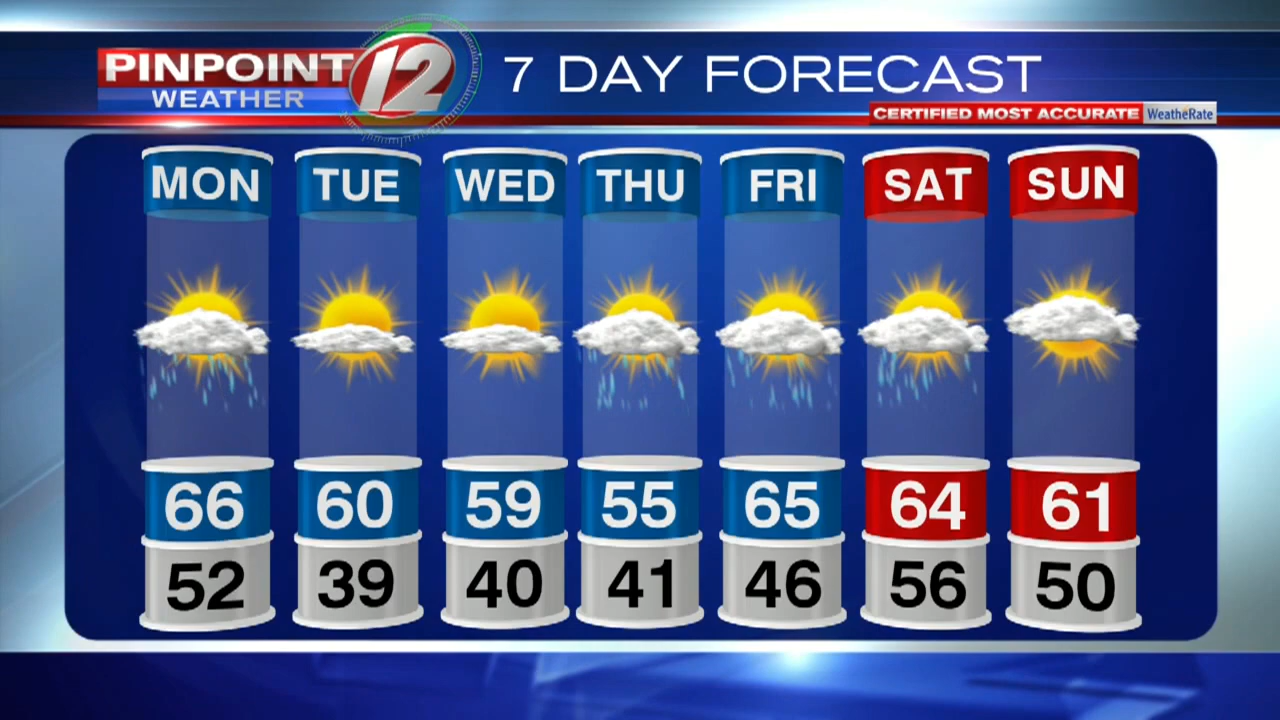 PINPOINT 12
WEATHER
7 DAY FORECAST
CERTIFIED MOST ACCURATE WeatheRate
MON TUE WED THU FRI SAT SUN
66 60 59 55 65 64 61
52 39 40 41 46 56 50